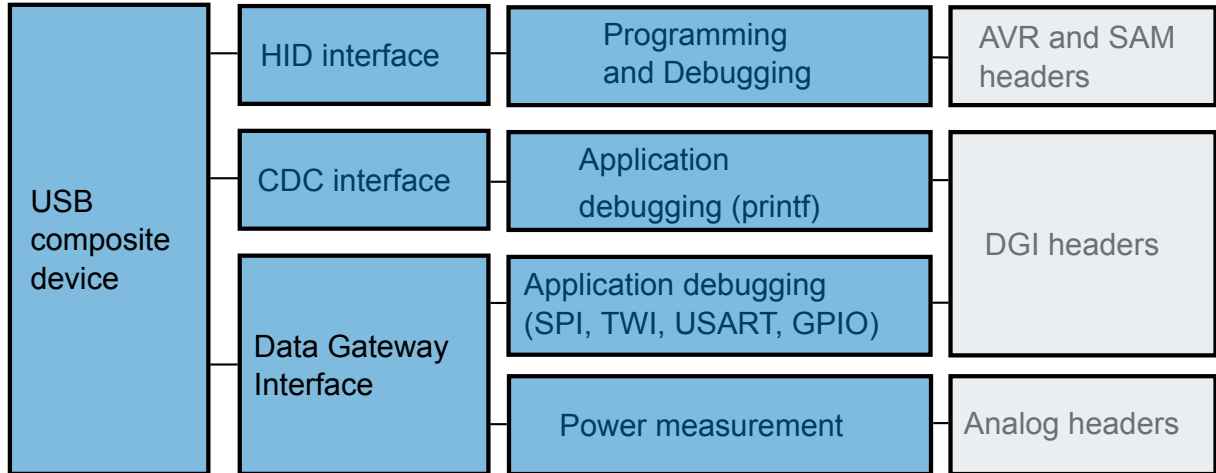 USB
composite
device
HID interface
Programming
and Debugging
AVR and SAM
headers
CDC interface
Application
debugging (printf)
DGI headers
Data Gateway
Interface
Application debugging
(SPI, TWI, USART, GPIO)
Power measurement
Analog headers